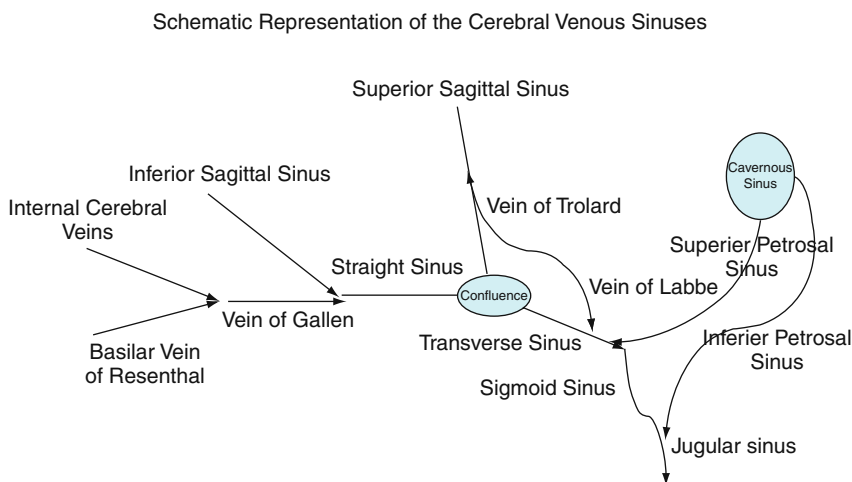 Schematic Representation of the Cerebral Venous Sinuses
Superior Sagittal Sinus
Inferior Sagittal Sinus
Internal Cerebral
Veins
Cavernous
Sinus
Vein of Trolard
Superier Petrosal
Sinus
Straight Sinus
Confluence
Vein of Labbe
Vein of Gallen
Transverse Sinus
Inferier Petrosal
Sinus
Basilar Vein
of Resenthal
Sigmoid Sinus
Jugular sinus